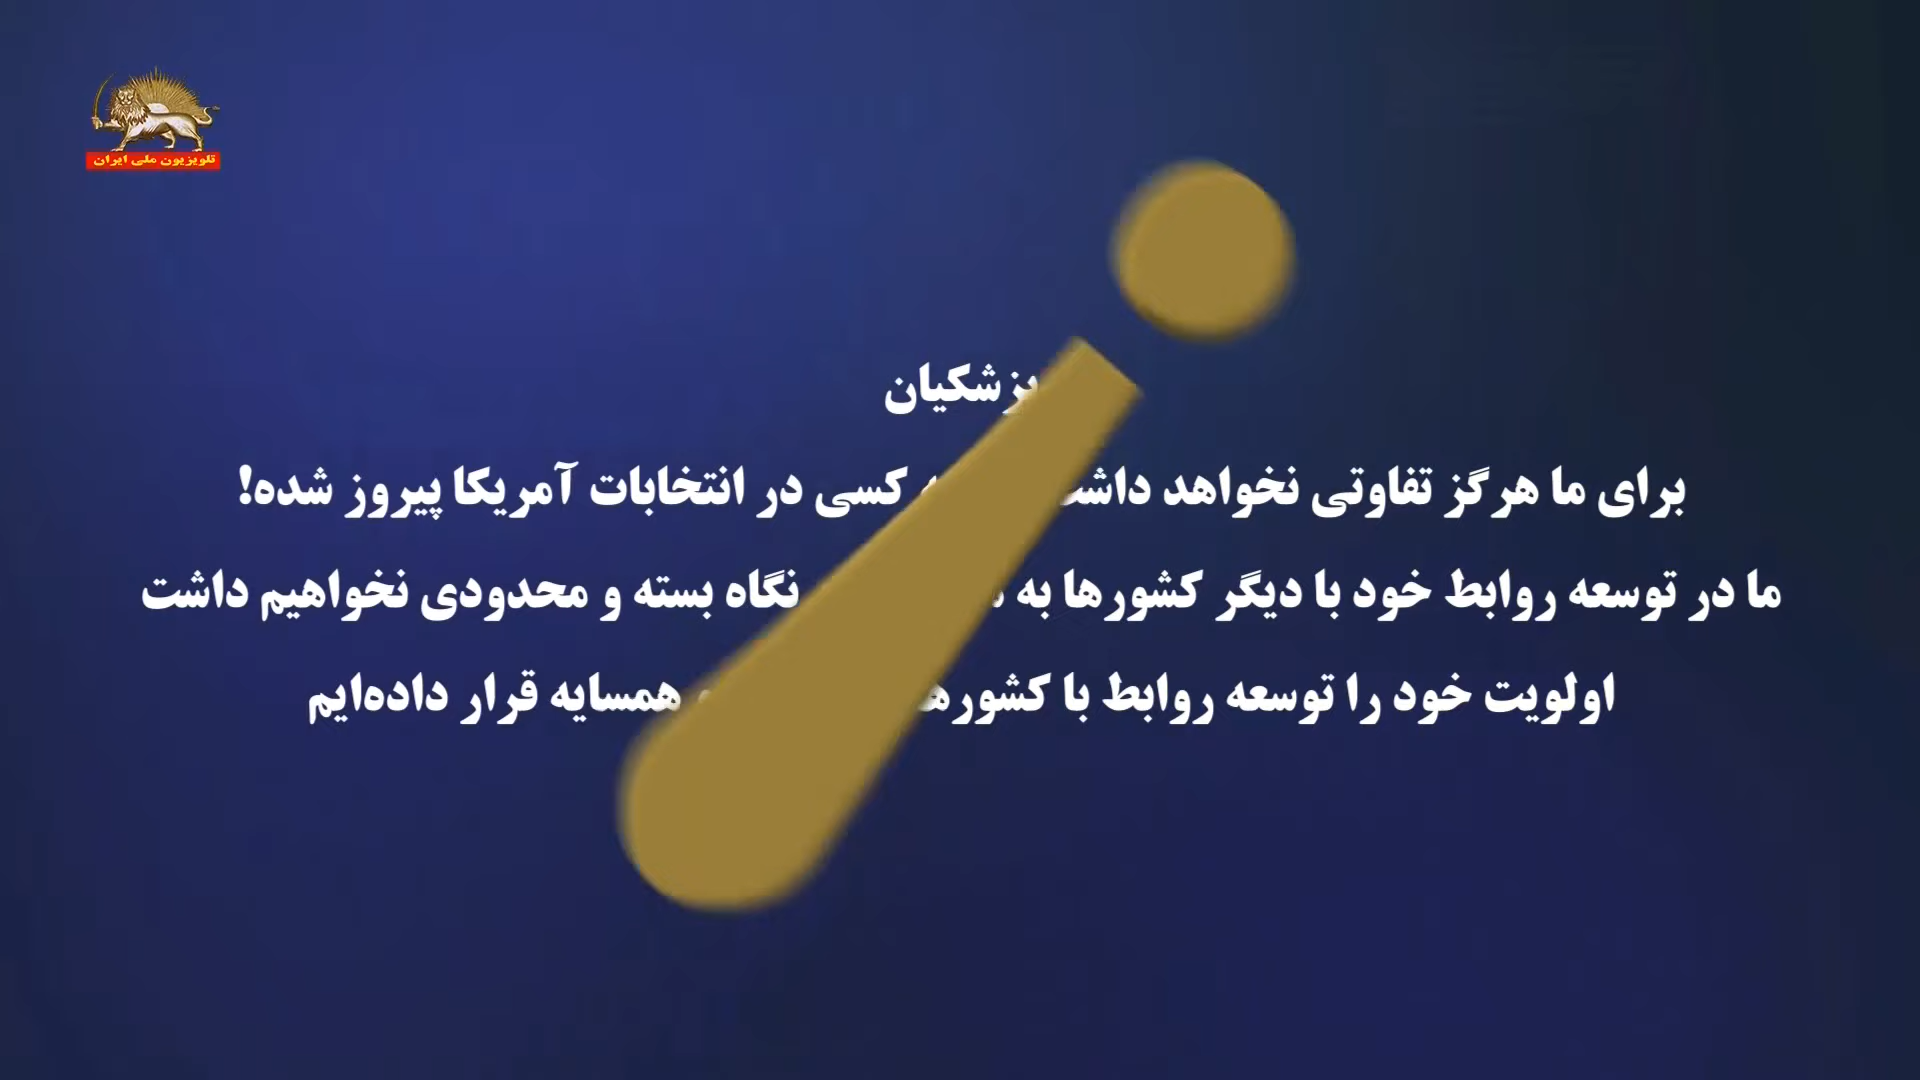 تلویزیون ملی ایران
پزشکیان
برای ما هرگز تفاوتی نخواهد داشت کسی در انتخابات آمریکا پیروز شده!
ما در توسعه روابط خود با دیگر کشورها به نگاه بسته و محدودی نخواهیم داشت
اولویت خود را توسعه روابط با همسایه قرار داده‌ایم